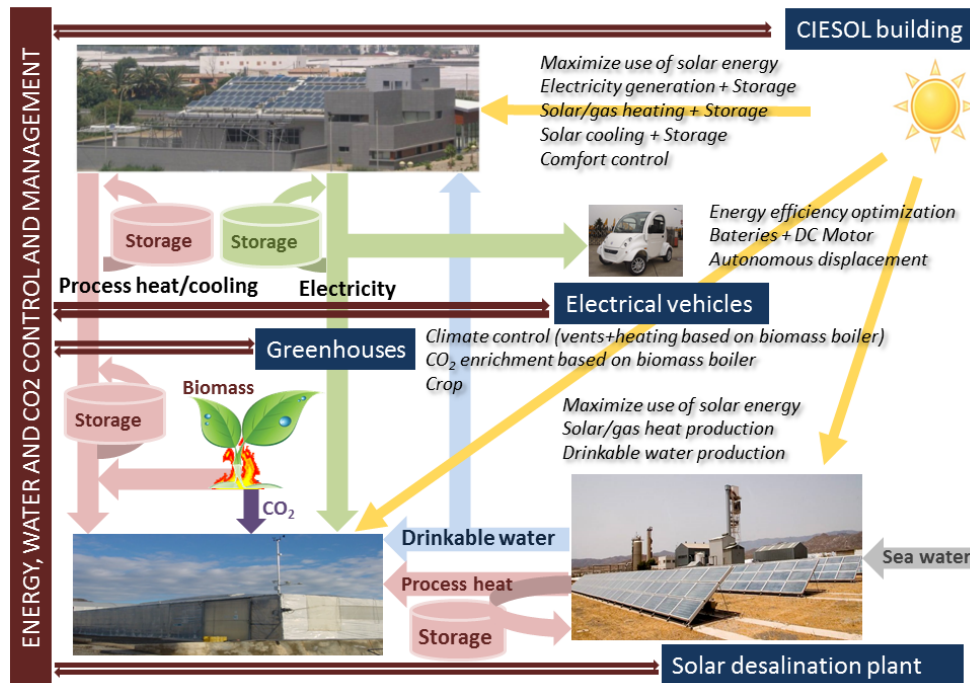 ENERGY, WATER AND CO2 CONTROL AND MANAGEMENT
CIESOL building
Maximize use of solar energy
Electricity generation + Storage
Solar/gas heating + Storage
Solar cooling + Storage
Comfort control
Storage
Storage
Energy efficiency optimization
Bateries + DC Motor
Autonomous displacement
Process heat/cooling
Electricity
Electrical vehicles
Greenhouses
Climate control (vents+heating based on biomass boiler)
CO₂ enrichment based on biomass boiler
Crop
Biomass
Storage
Maximize use of solar energy
Solar/gas heat production
Drinkable water production
CO₂
Drinkable water
Sea water
Process heat
Storage
Solar desalination plant